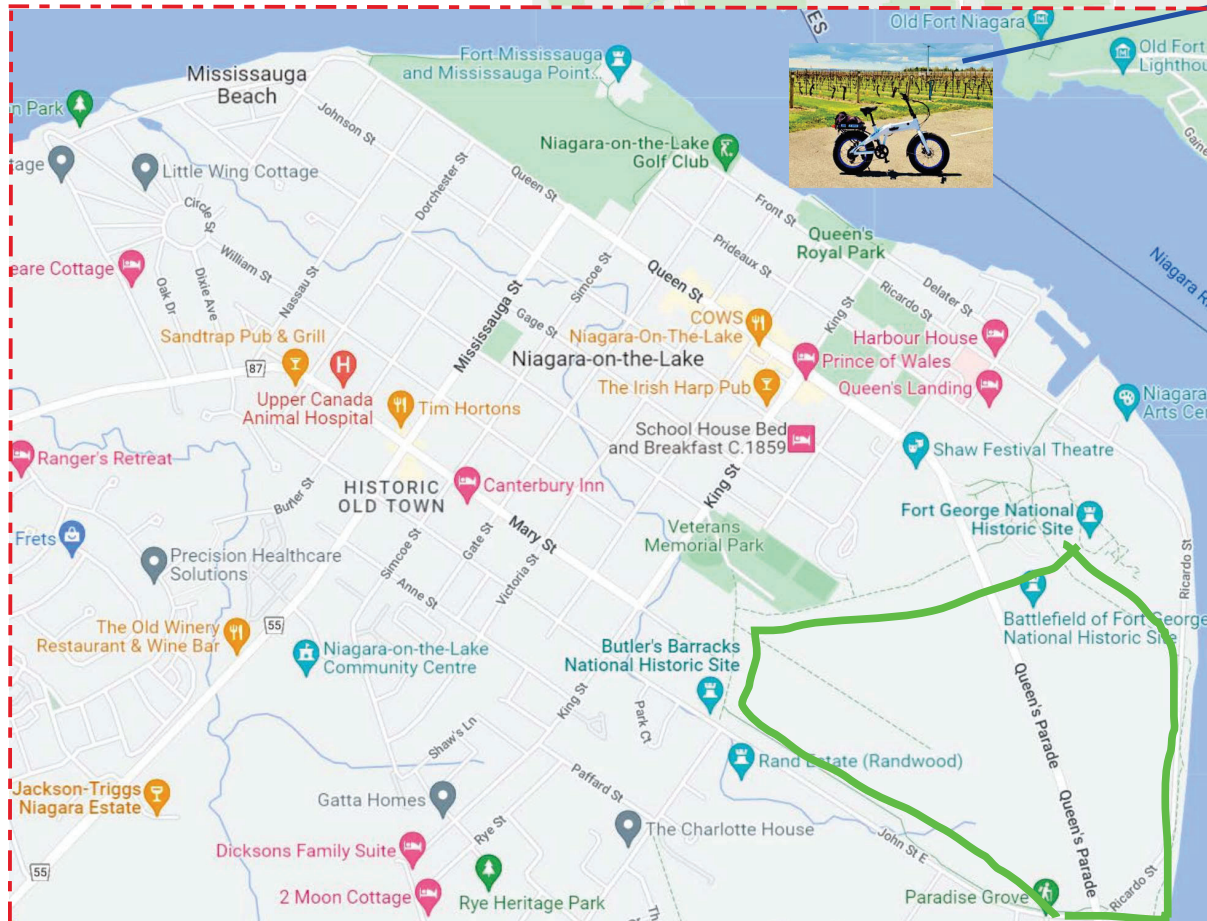 ES
Old Fort Niagara
Old Fort
Lighthou
Gaine
Fort Mississauga
and Mississauga Point...
Mississauga
Beach
n Park
Johnson St
Niagara-on-the-Lake
Golf Club
tage
Little Wing Cottage
Dorchester St
Queen St
Circle St
William St
Front St
Queen's
Royal Park
Prideaux St
Niagara R
eare Cottage
Oak Dr
Dixie Ave
Nassau St
Simcoe St
Queen St
King St
Ricardo St
Delater St
Sandtrap Pub & Grill
Mississauga St
Gage St
COWS
Niagara-On-The-Lake
Harbour House
87
Niagara-on-the-Lake
Prince of Wales
Upper Canada
Animal Hospital
The Irish Harp Pub
Queen's Landing
Tim Hortons
Niagara
Arts Cen
School House Bed
and Breakfast C.1859
Shaw Festival Theatre
Ranger's Retreat
Butler St
HISTORIC
OLD TOWN
Canterbury Inn
King St
Fort George National
Historic Site
Mary St
Veterans
Memorial Park
Frets
Precision Healthcare
Solutions
Simcoe St
Gate St
Anne St
Victoria St
Ricardo St
The Old Winery
Restaurant & Wine Bar
55
Battlefield of Fort George
National Historic Site
Niagara-on-the-Lake
Community Centre
Butler's Barracks
National Historic Site
King St
Queen's Parade
Park Ct
Shaw's Ln
Rand Estate (Randwood)
Paffard St
Jackson-Triggs
Niagara Estate
Gatta Homes
Queen's Parade
The Charlotte House
Rye St
John St E
Dicksons Family Suite
55
2 Moon Cottage
Rye Heritage Park
Paradise Grove
Ricardo St
The